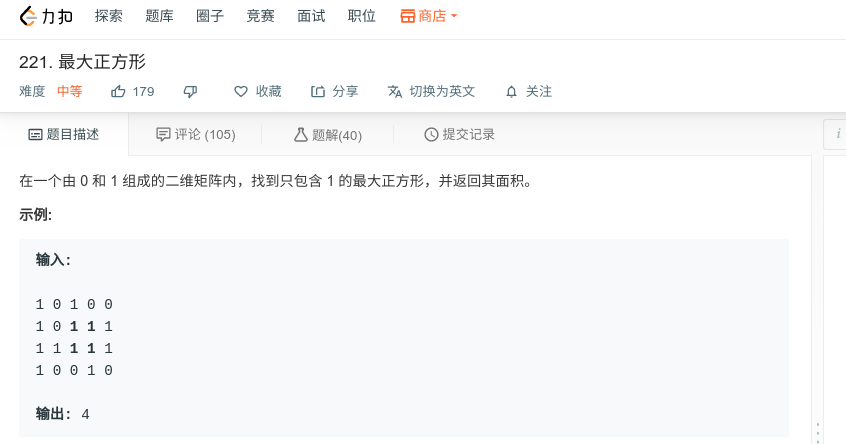 力扣 探索 题库 圈子 竞赛 面试 职位 商店
221. 最大正方形
难度 中等 179 收藏 分享 切换为英文 关注
题目描述 评论 (105) 题解(40) 提交记录 i
在一个由 0 和 1 组成的二维矩阵内，找到只包含 1 的最大正方形，并返回其面积。
示例:
输入:
1 0 1 0 0
1 0 1 1 1
1 1 1 1 1
1 0 0 1 0
输出: 4